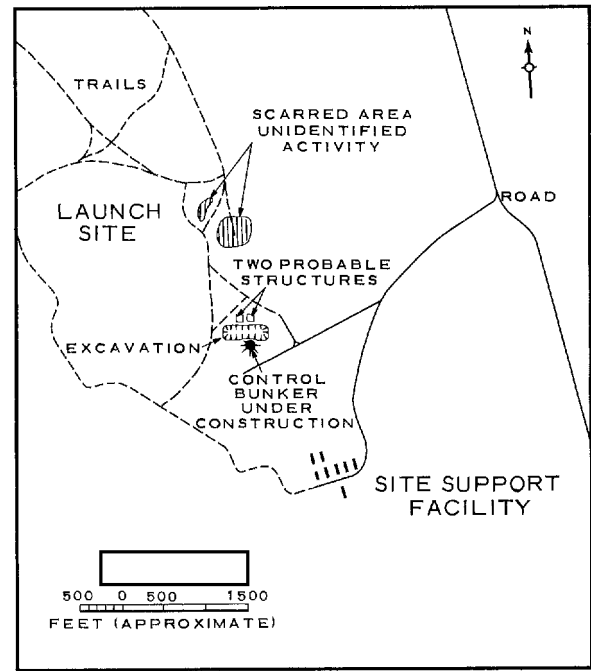 N
TRAILS
SCARRED AREA
UNIDENTIFIED
ACTIVITY
ROAD
LAUNCH
SITE
TWO PROBABLE
STRUCTURES
EXCAVATION
CONTROL
BUNKER
UNDER
CONSTRUCTION
SITE SUPPORT
FACILITY
500 0 500 1500
FEET (APPROXIMATE)